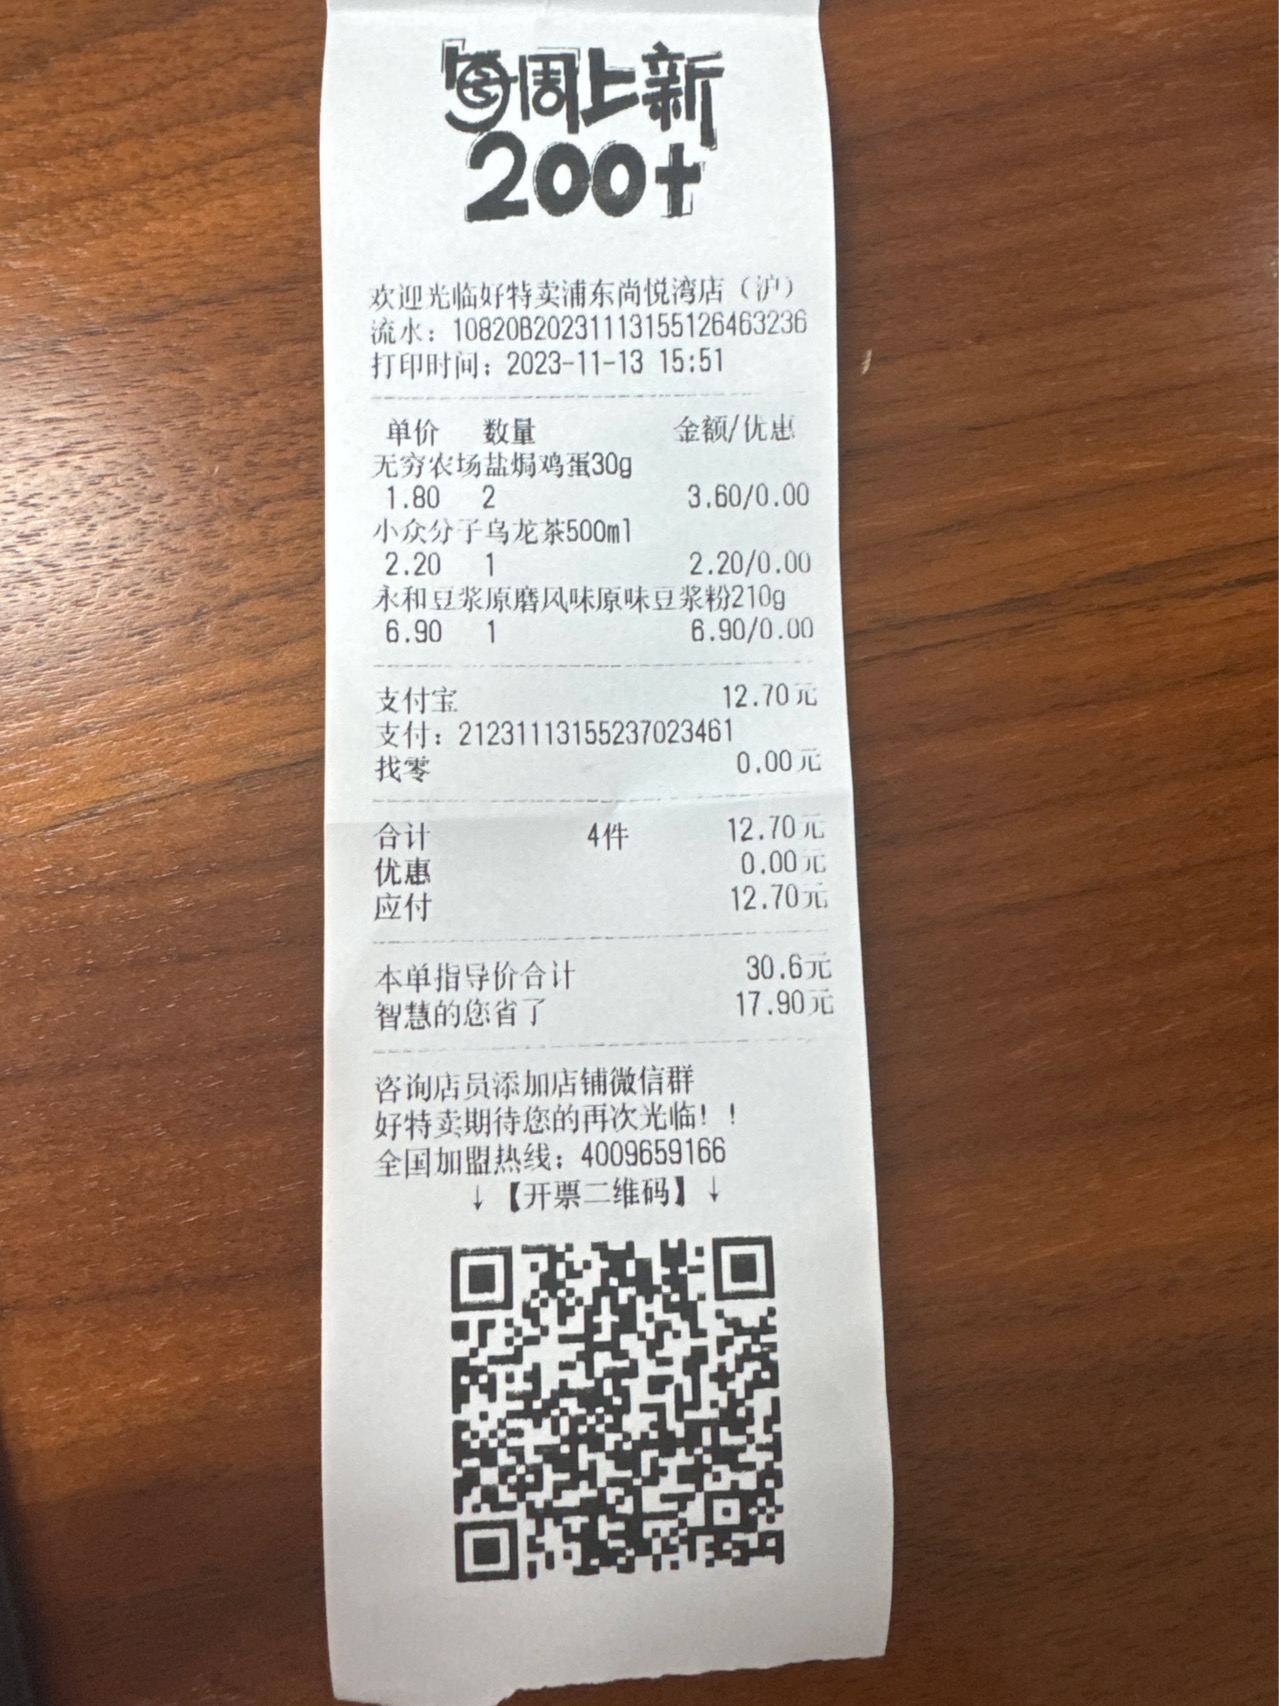 每周上新
200+
欢迎光临好特卖浦东尚悦湾店（沪）
流水：10820B20231113155126463236
打印时间：2023-11-13 15:51
单价 数量 金额/优惠
无穷农场盐焗鸡蛋30g
1.80 2 3.60/0.00
小众分子乌龙茶500ml
2.20 1 2.20/0.00
永和豆浆原磨风味原味豆浆粉210g
6.90 1 6.90/0.00
支付宝 12.70元
支付：21231113155237023461
找零 0.00元
合计 4件 12.70元
优惠 0.00元
应付 12.70元
本单指导价合计 30.6元
智慧的您省了 17.90元
咨询店员添加店铺微信群
好特卖期待您的再次光临！！
全国加盟热线：4009659166
↓【开票二维码】↓